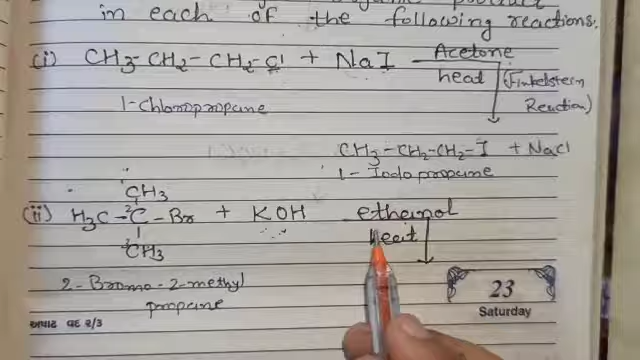 in each of the following reactions.
(i) CH3-CH2-CH2-Cl + NaI Acetone
heat (Finkelstein
Reaction)
1-Chloropropane
CH3-CH2-CH2-I + NaCl
1-Iodopropane
CH3
(ii) H3C-2C-Br + KOH ethanol
heat
CH3
2-Bromo-2-methyl
propane
23
Saturday
અષાઢ વદ ૨/3